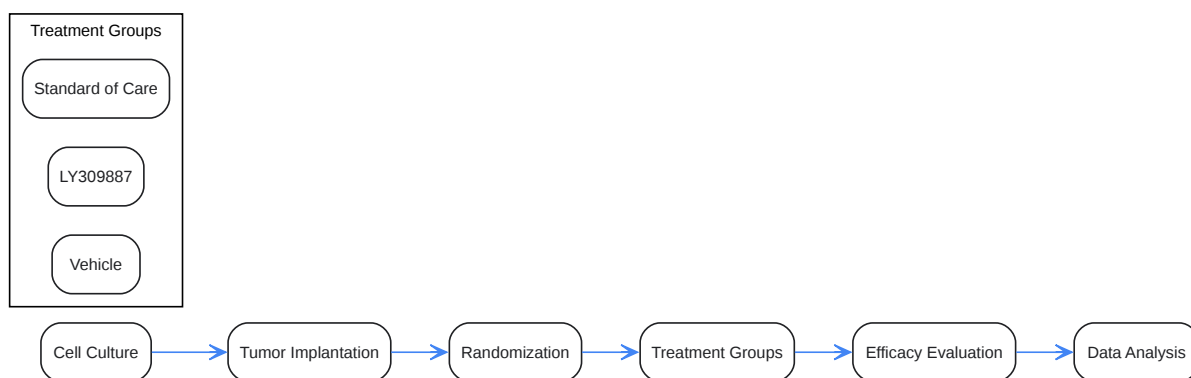 Treatment Groups
Standard of Care
LY309887
Vehicle
Cell Culture
Tumor Implantation
Randomization
Treatment Groups
Efficacy Evaluation
Data Analysis